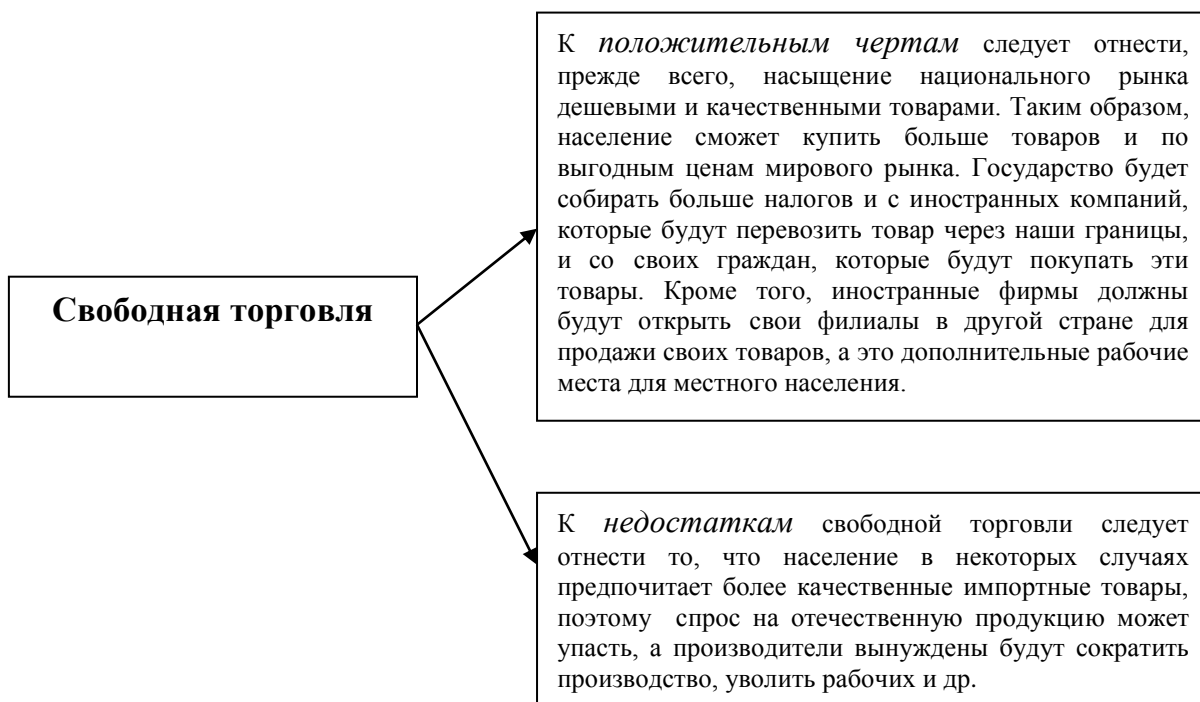 Свободная торговля
К положительным чертам следует отнести,
прежде всего, насыщение национального рынка
дешевыми и качественными товарами. Таким образом,
население сможет купить больше товаров и по
выгодным ценам мирового рынка. Государство будет
собирать больше налогов и с иностранных компаний,
которые будут перевозить товар через наши границы,
и со своих граждан, которые будут покупать эти
товары. Кроме того, иностранные фирмы должны
будут открыть свои филиалы в другой стране для
продажи своих товаров, а это дополнительные рабочие
места для местного населения.
К недостаткам свободной торговли следует
отнести то, что население в некоторых случаях
предпочитает более качественные импортные товары,
поэтому спрос на отечественную продукцию может
упасть, а производители вынуждены будут сократить
производство, уволить рабочих и др.